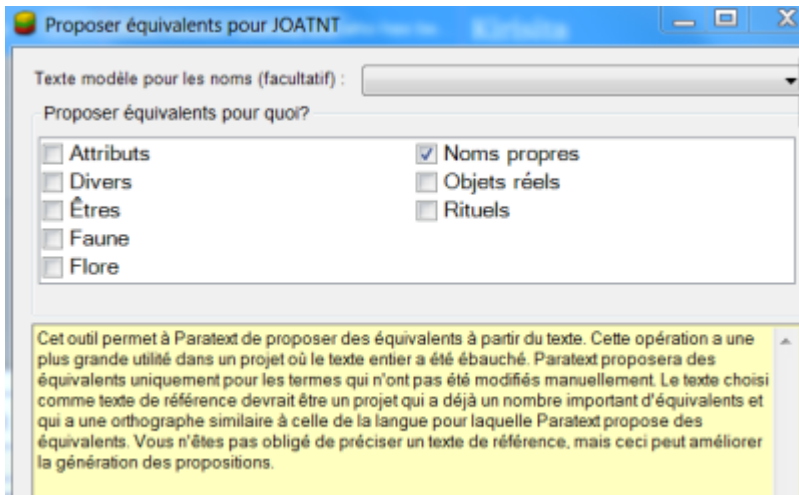 Proposer équivalents pour JOATNT
Kirisita
Texte modèle pour les noms (facultatif) :
Proposer équivalents pour quoi?
Attributs
Divers
Êtres
Faune
Flore
Noms propres
Objets réels
Rituels
Cet outil permet à Paratext de proposer des équivalents à partir du texte. Cette opération a une
plus grande utilité dans un projet où le texte entier a été ébauché. Paratext proposera des
équivalents uniquement pour les termes qui n'ont pas été modifiés manuellement. Le texte choisi
comme texte de référence devrait être un projet qui a déjà un nombre important d'équivalents et
qui a une orthographe similaire à celle de la langue pour laquelle Paratext propose des
équivalents. Vous n'êtes pas obligé de préciser un texte de référence, mais ceci peut améliorer
la génération des propositions.